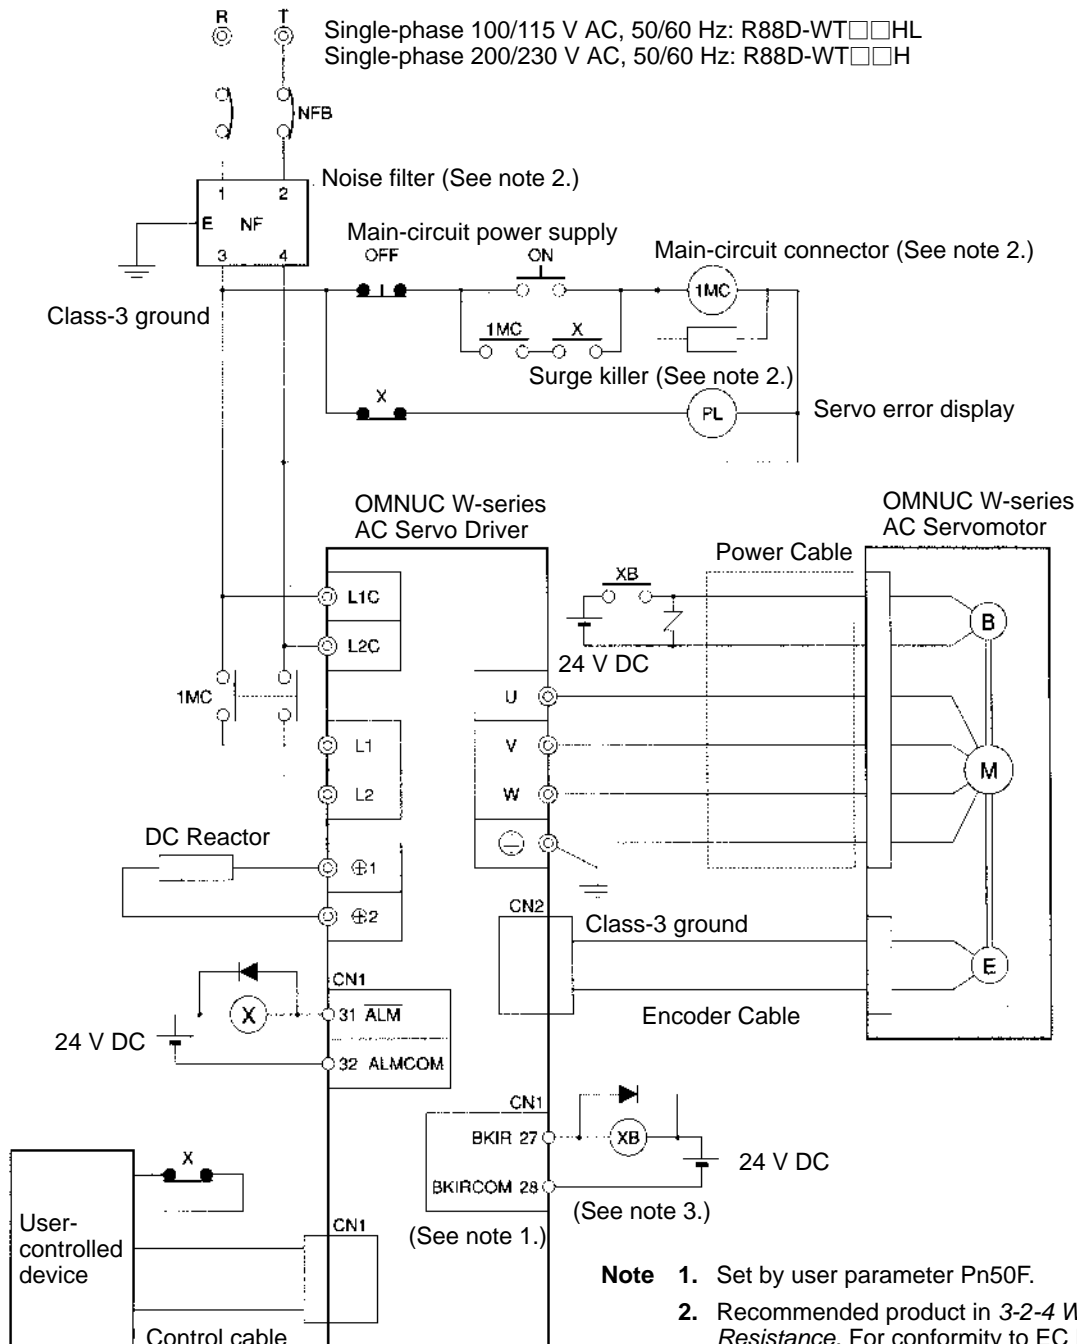 R T
Single-phase 100/115 V AC, 50/60 Hz: R88D-WT□□HL
Single-phase 200/230 V AC, 50/60 Hz: R88D-WT□□H
NFB
Noise filter (See note 2.)
1 2
E NF
3 4
Main-circuit power supply
OFF ON
Main-circuit connector (See note 2.)
1MC
Class-3 ground
1MC X
Surge killer (See note 2.)
X
PL
Servo error display
OMNUC W-series
AC Servo Driver
OMNUC W-series
AC Servomotor
Power Cable
XB
L1C
B
L2C
24 V DC
1MC
U
L1
V
M
L2
W
DC Reactor
⊕1
CN2
⊕2
Class-3 ground
E
CN1
X
31 ALM
Encoder Cable
24 V DC
32 ALMCOM
CN1
BKIR 27
XB
24 V DC
X
BKIRCOM 28
(See note 3.)
User-
controlled
device
CN1
(See note 1.)
Note 1. Set by user parameter Pn50F.
2. Recommended product in 3-2-4 W
Resistance. For conformity to EC
Control cable